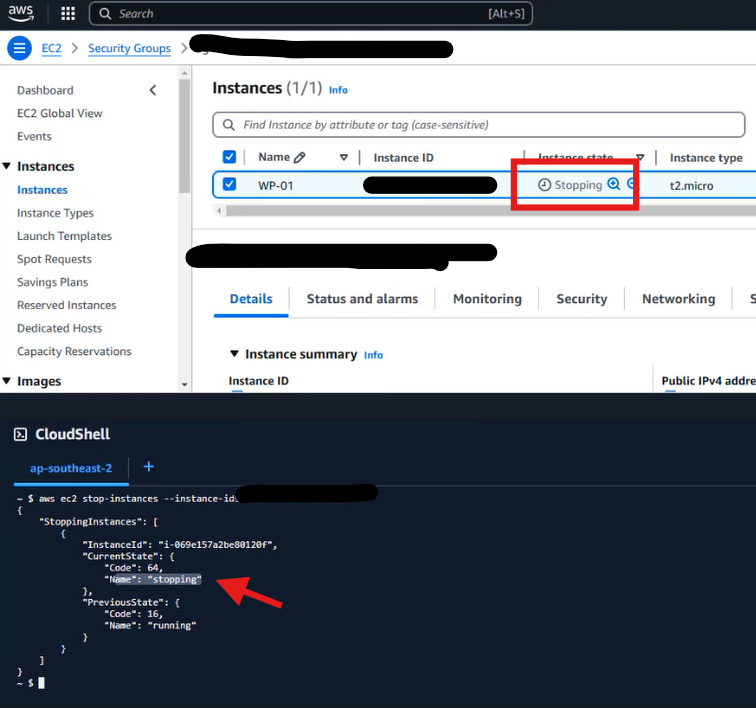 aws
Search [Alt+S]
EC2 > Security Groups >
Dashboard
EC2 Global View
Events
Instances
Instances
Instance Types
Launch Templates
Spot Requests
Savings Plans
Reserved Instances
Dedicated Hosts
Capacity Reservations
Images
Instances (1/1) Info
Find Instance by attribute or tag (case-sensitive)
Name Instance ID Instance state Instance type
WP-01 Stopping t2.micro
Details Status and alarms Monitoring Security Networking S
Instance summary Info
Instance ID Public IPv4 addre
CloudShell
ap-southeast-2 +
~ $ aws ec2 stop-instances --instance-ids
{
"StoppingInstances": [
{
"InstanceId": "i-069e157a2be80120f",
"CurrentState": {
"Code": 64,
"Name": "stopping"
},
"PreviousState": {
"Code": 16,
"Name": "running"
}
}
]
}
~ $